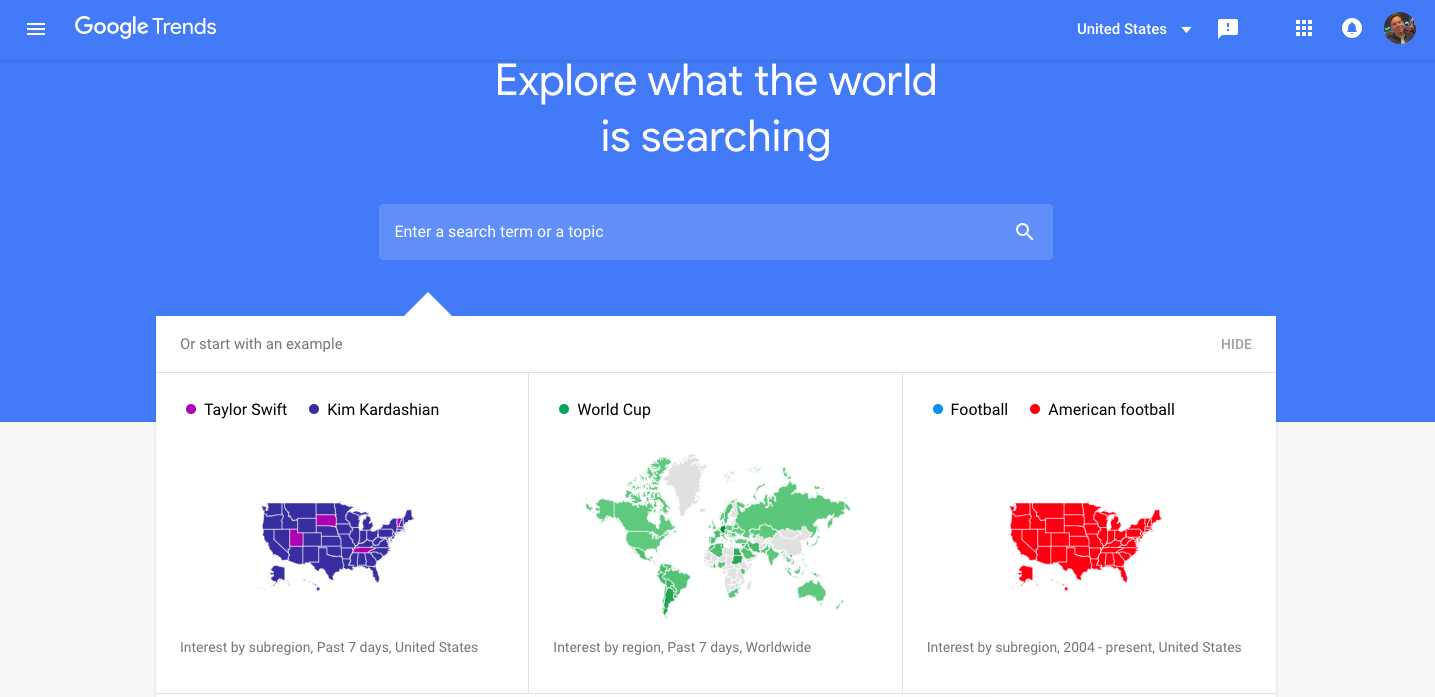 Google Trends
United States
Explore what the world
is searching
Enter a search term or a topic
Or start with an example
HIDE
Taylor Swift Kim Kardashian
World Cup
Football American football
Interest by subregion, Past 7 days, United States
Interest by region, Past 7 days, Worldwide
Interest by subregion, 2004 - present, United States